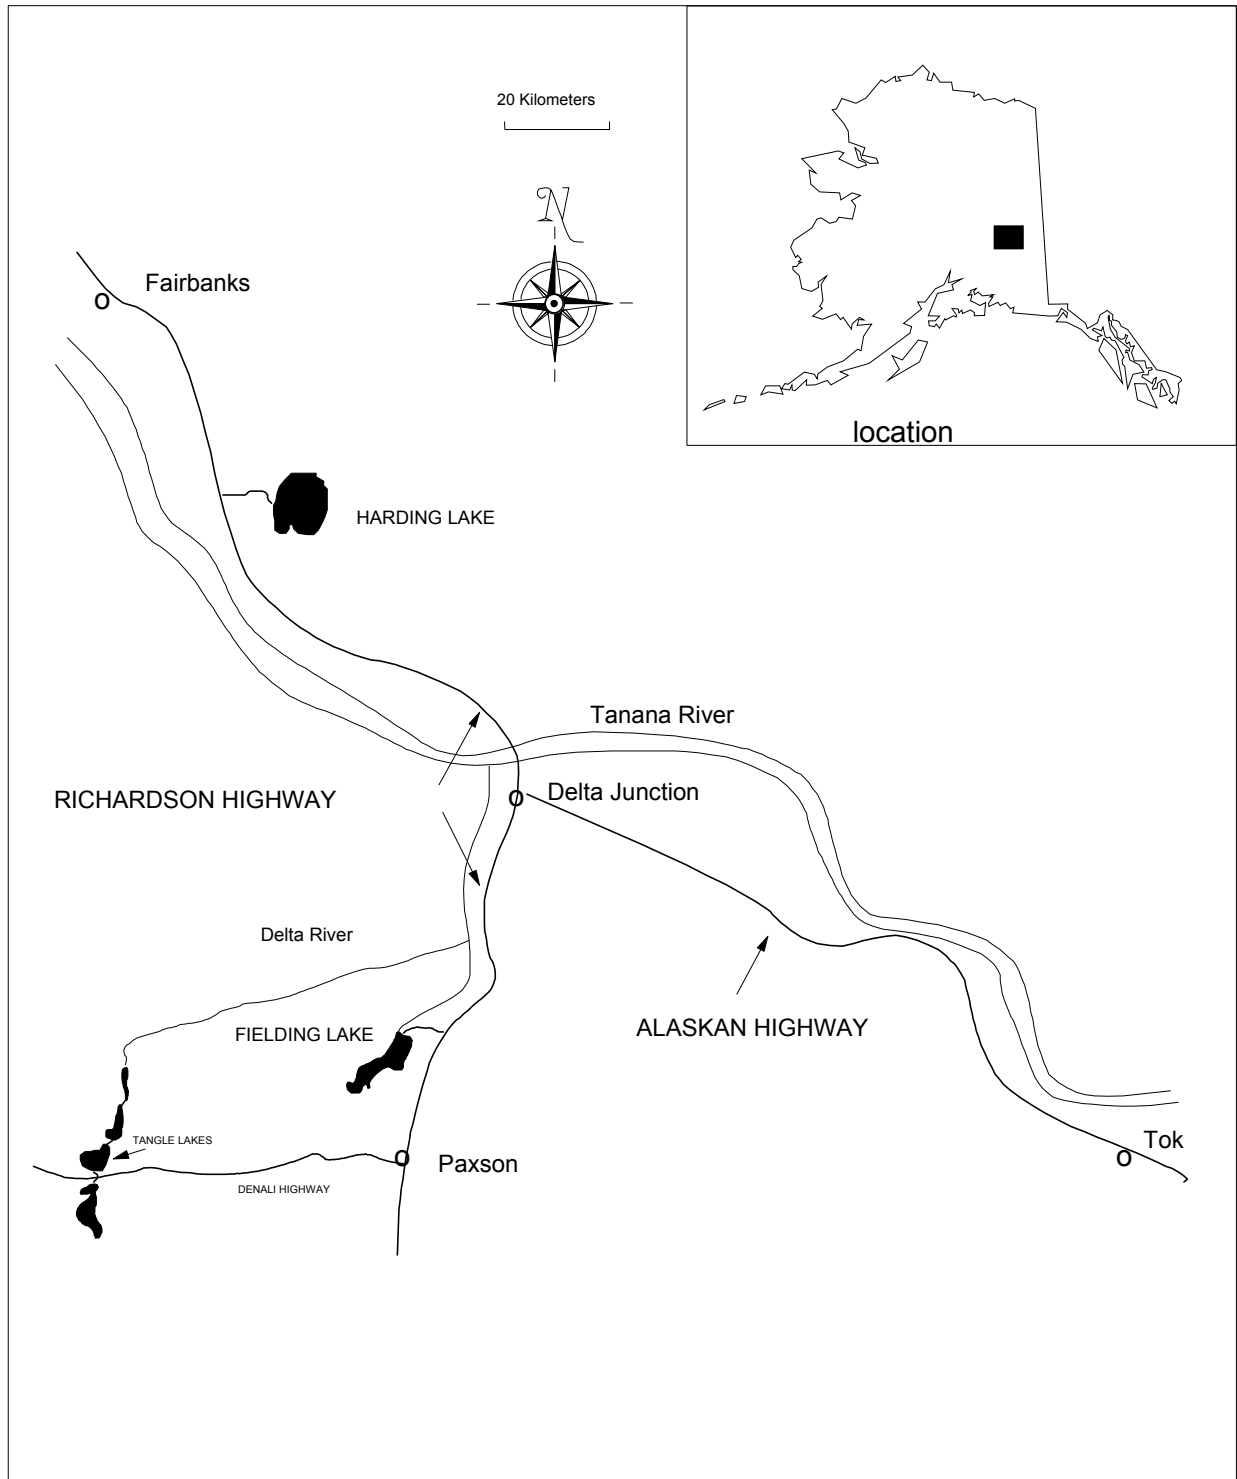 20 Kilometers
N
Fairbanks
location
HARDING LAKE
Tanana River
RICHARDSON HIGHWAY
Delta Junction
Delta River
FIELDING LAKE
ALASKAN HIGHWAY
TANGLE LAKES
Tok
Paxson
DENALI HIGHWAY